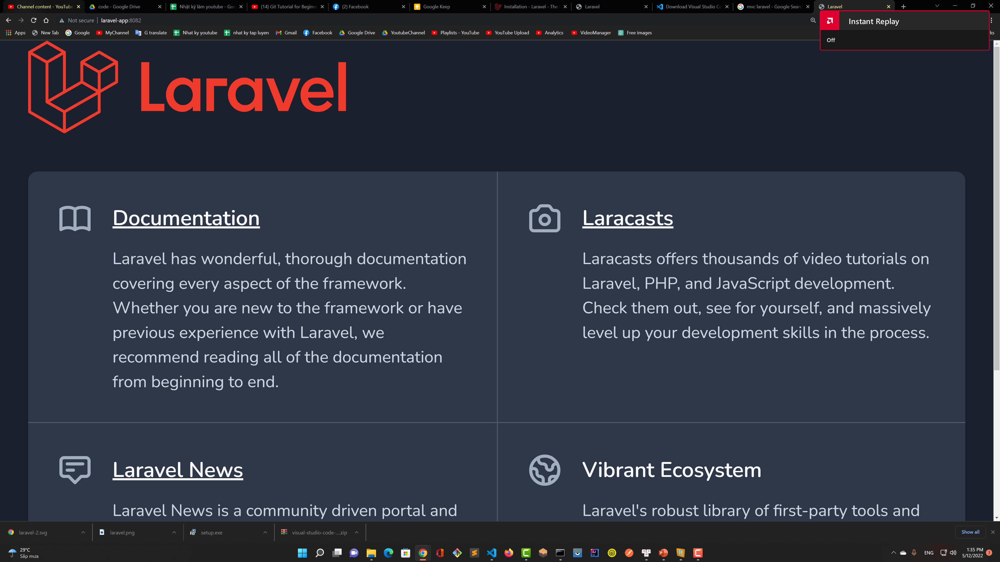 Channel content - YouTube
code - Google Drive
Nhật ký làm youtube - Goo
(14) Git Tutorial for Beginne
(2) Facebook
Google Keep
Installation - Laravel - The
Laravel
Download Visual Studio Co
mvc laravel - Google Search
Laravel
Not secure
laravel-app:8082
Instant Replay
Off
Apps
New Tab
Google
MyChannel
G translate
Nhat ky youtube
nhat ky tap luyen
Gmail
Facebook
Google Drive
YoutubeChannel
Playlists - YouTube
YouTube Upload
Analytics
VideoManager
Free images
ks
Laravel
Documentation
Laravel has wonderful, thorough documentation
covering every aspect of the framework.
Whether you are new to the framework or have
previous experience with Laravel, we
recommend reading all of the documentation
from beginning to end.
Laracasts
Laracasts offers thousands of video tutorials on
Laravel, PHP, and JavaScript development.
Check them out, see for yourself, and massively
level up your development skills in the process.
Laravel News
Laravel News is a community driven portal and
Vibrant Ecosystem
Laravel's robust library of first-party tools and
laravel-2.svg
laravel.png
setup.exe
visual-studio-code-....zip
Show all
29°C
Sắp mưa
ENG
1:35 PM
5/12/2022
3